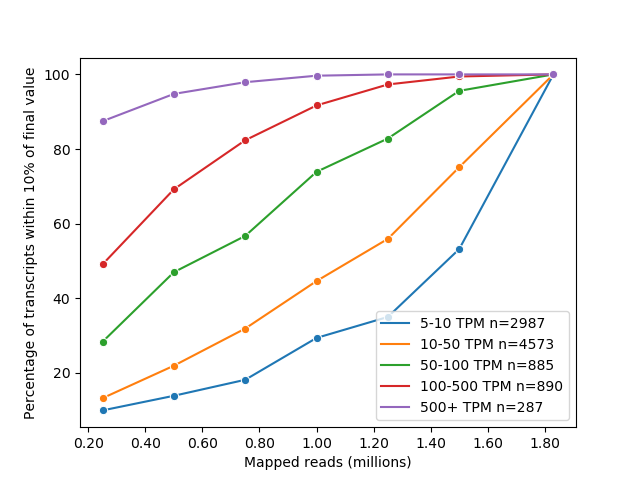 Percentage of transcripts within 10% of final value
100
80
60
40
20
0.20 0.40 0.60 0.80 1.00 1.20 1.40 1.60 1.80
Mapped reads (millions)
5-10 TPM n=2987
10-50 TPM n=4573
50-100 TPM n=885
100-500 TPM n=890
500+ TPM n=287